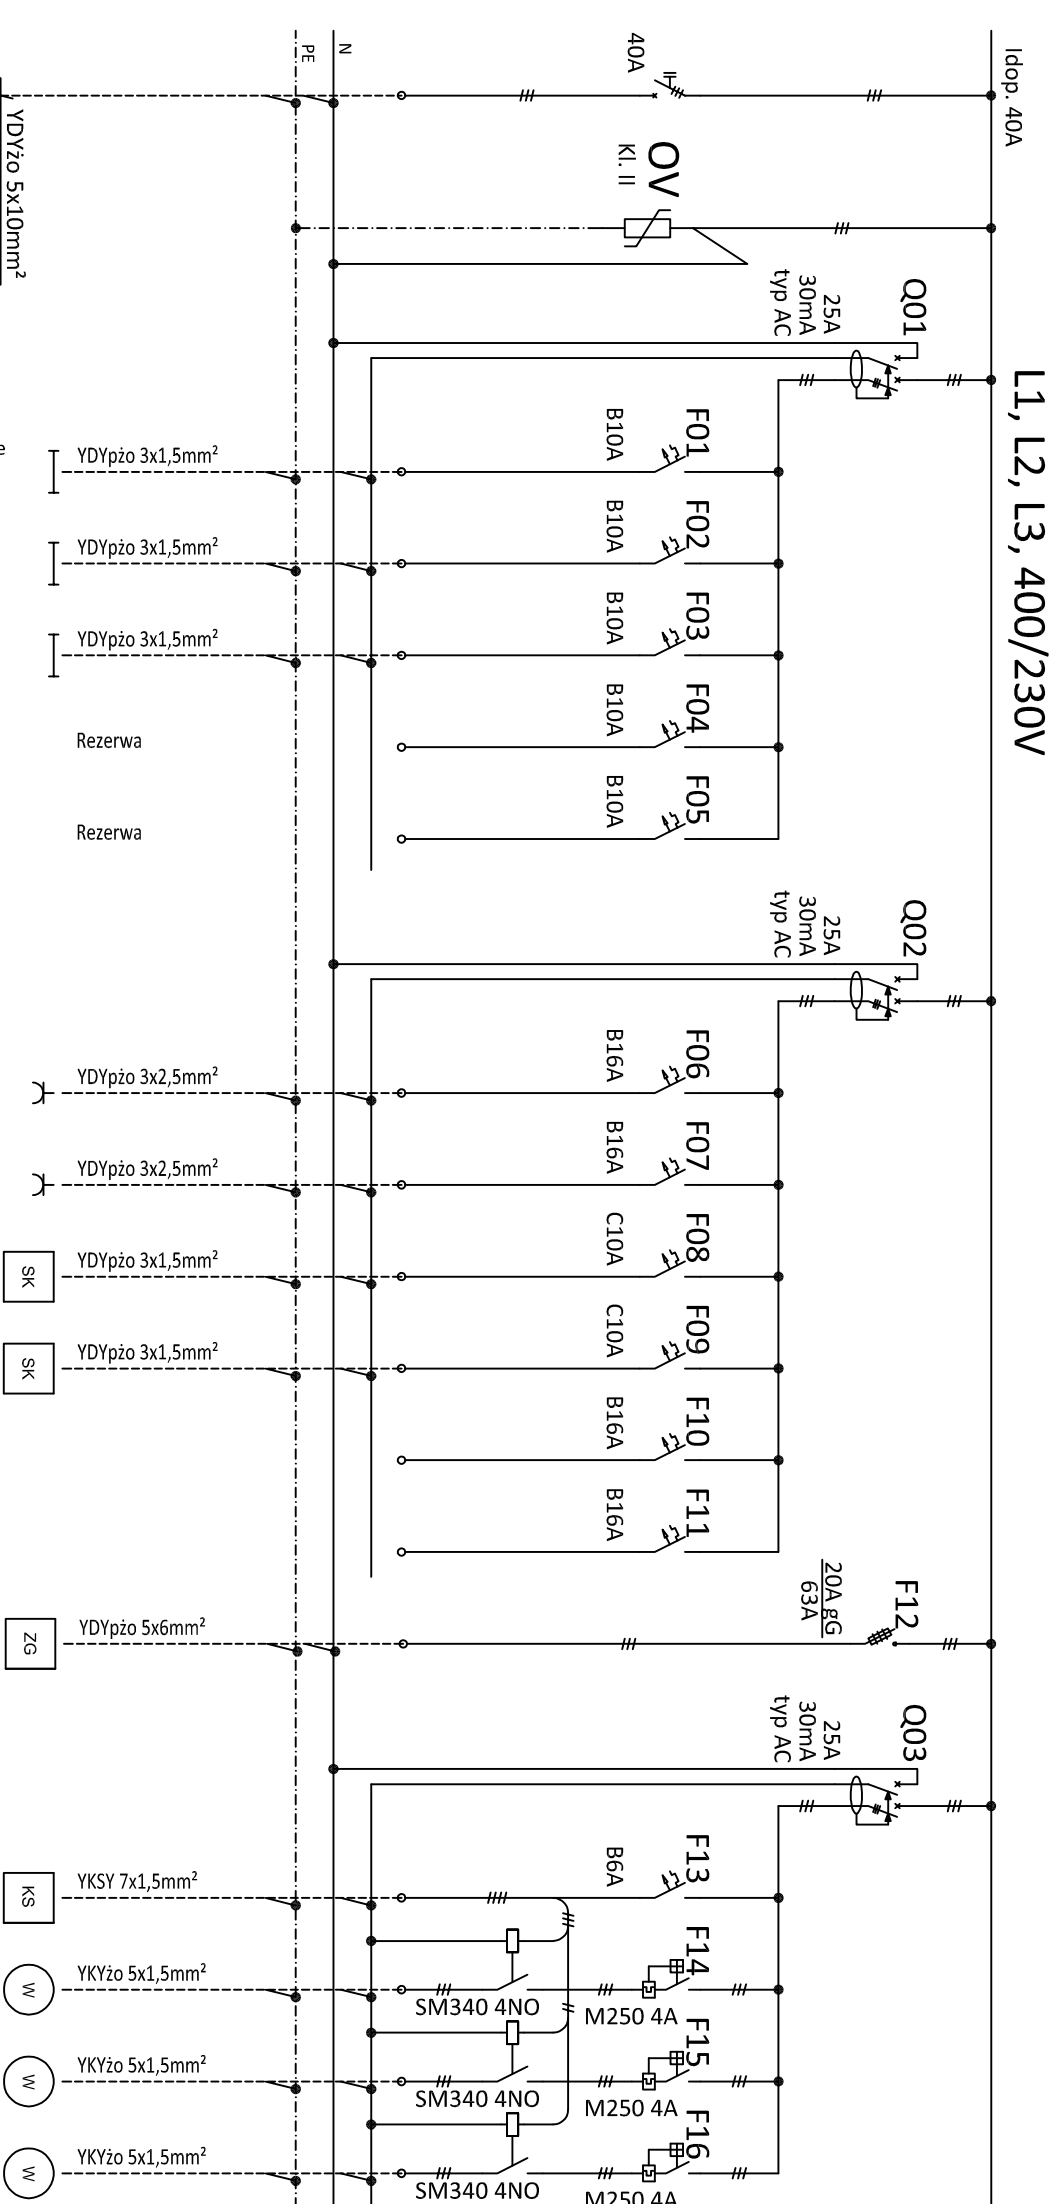 L1, L2, L3, 400/230V
Idop. 40A
N
PE
40A
YDYżo 5x10mm²
OV
Kl. II
Q01
25A
30mA
typ AC
F01
B10A
YDYpżo 3x1,5mm²
F02
B10A
YDYpżo 3x1,5mm²
F03
B10A
YDYpżo 3x1,5mm²
F04
B10A
Rezerwa
F05
B10A
Rezerwa
Q02
25A
30mA
typ AC
F06
B16A
YDYpżo 3x2,5mm²
F07
B16A
YDYpżo 3x2,5mm²
F08
C10A
YDYpżo 3x1,5mm²
SK
F09
C10A
YDYpżo 3x1,5mm²
SK
F10
B16A
F11
B16A
F12
20A gG
63A
YDYpżo 5x6mm²
ZG
Q03
25A
30mA
typ AC
F13
B6A
YKSY 7x1,5mm²
KS
F14
M250 4A
SM340 4NO
YKYżo 5x1,5mm²
W
F15
M250 4A
SM340 4NO
YKYżo 5x1,5mm²
W
F16
M250 4A
SM340 4NO
YKYżo 5x1,5mm²
W